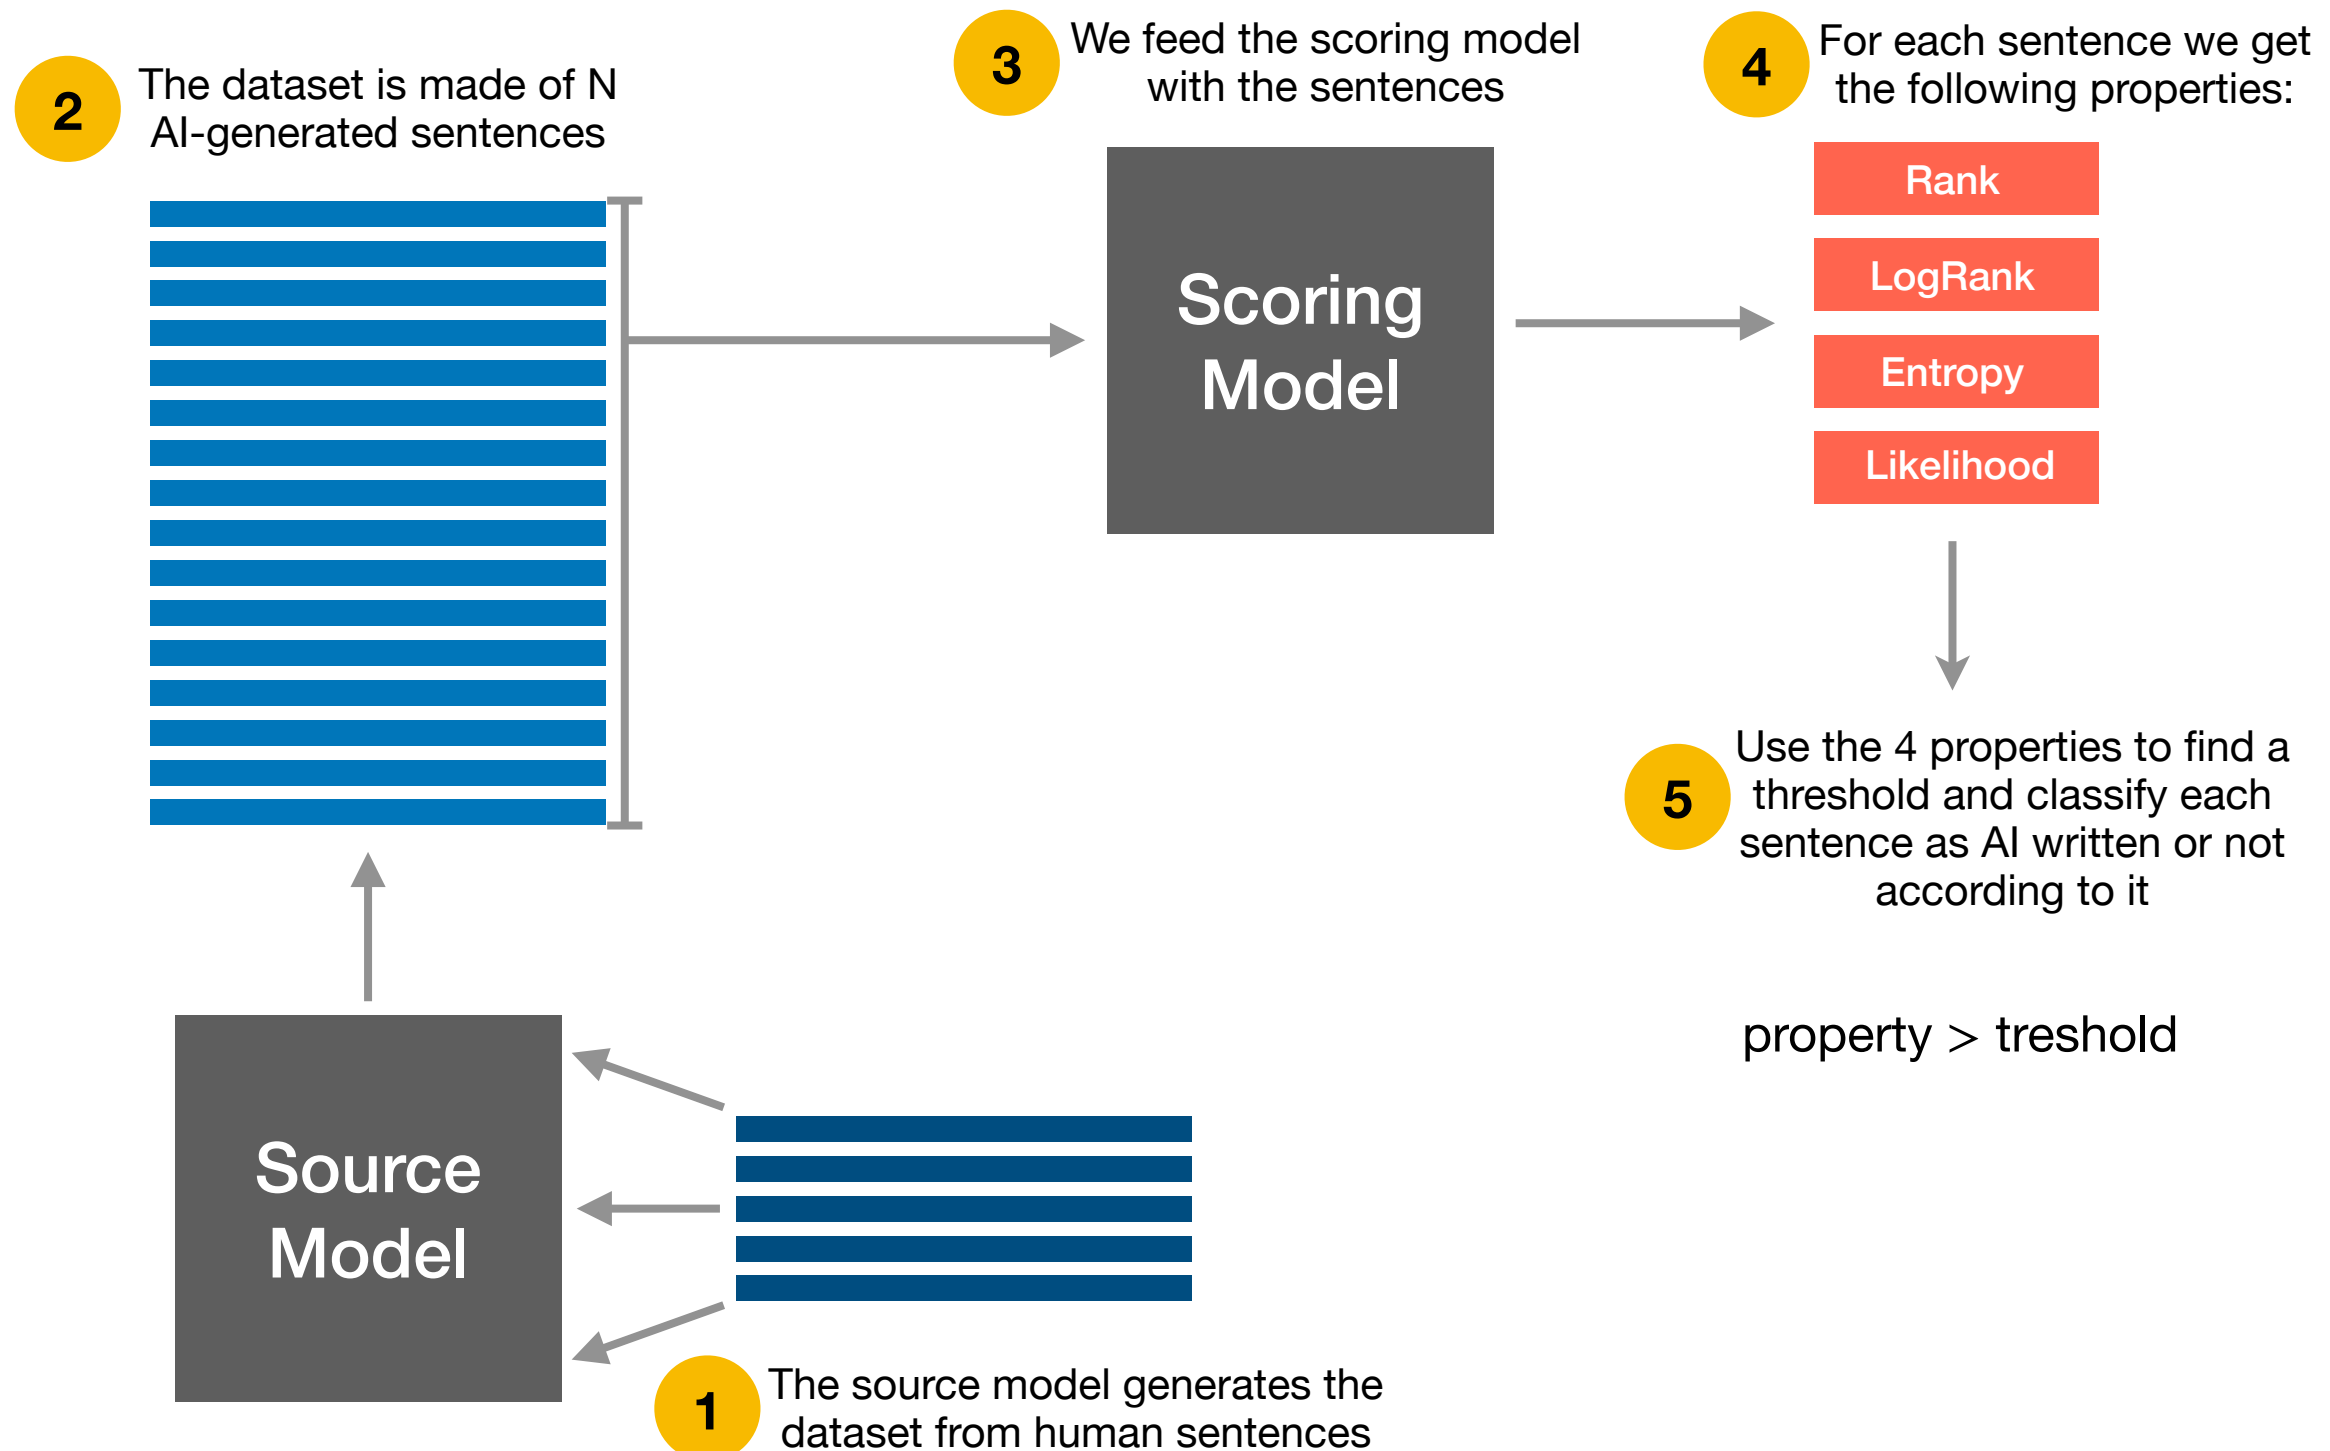 2
The dataset is made of N
AI-generated sentences
3
We feed the scoring model
with the sentences
4
For each sentence we get
the following properties:
Scoring
Model
Rank
LogRank
Entropy
Likelihood
5
Use the 4 properties to find a
threshold and classify each
sentence as AI written or not
according to it
property > treshold
Source
Model
1
The source model generates the
dataset from human sentences